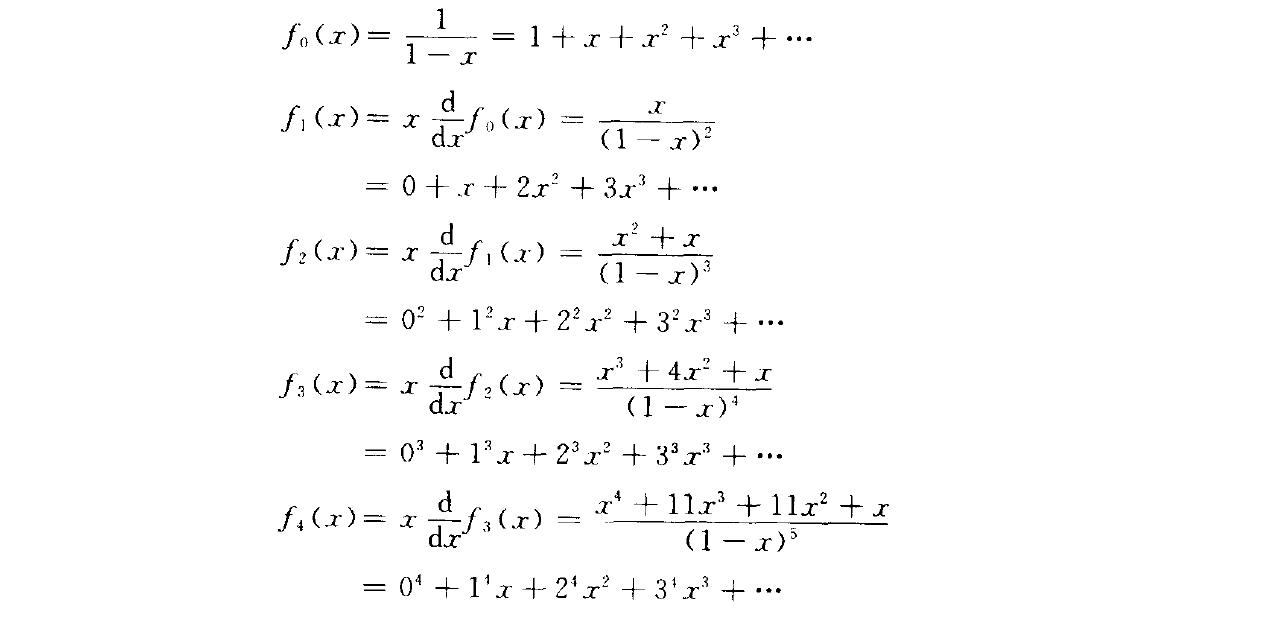 f₀(x) = 1/(1 − x) = 1 + x + x² + x³ + ⋯
f₁(x) = x d/dx f₀(x) = x/(1 − x)²
= 0 + x + 2x² + 3x³ + ⋯
f₂(x) = x d/dx f₁(x) = (x² + x)/(1 − x)³
= 0² + 1²x + 2²x² + 3²x³ + ⋯
f₃(x) = x d/dx f₂(x) = (x³ + 4x² + x)/(1 − x)⁴
= 0³ + 1³x + 2³x² + 3³x³ + ⋯
f₄(x) = x d/dx f₃(x) = (x⁴ + 11x³ + 11x² + x)/(1 − x)⁵
= 0⁴ + 1⁴x + 2⁴x² + 3⁴x³ + ⋯